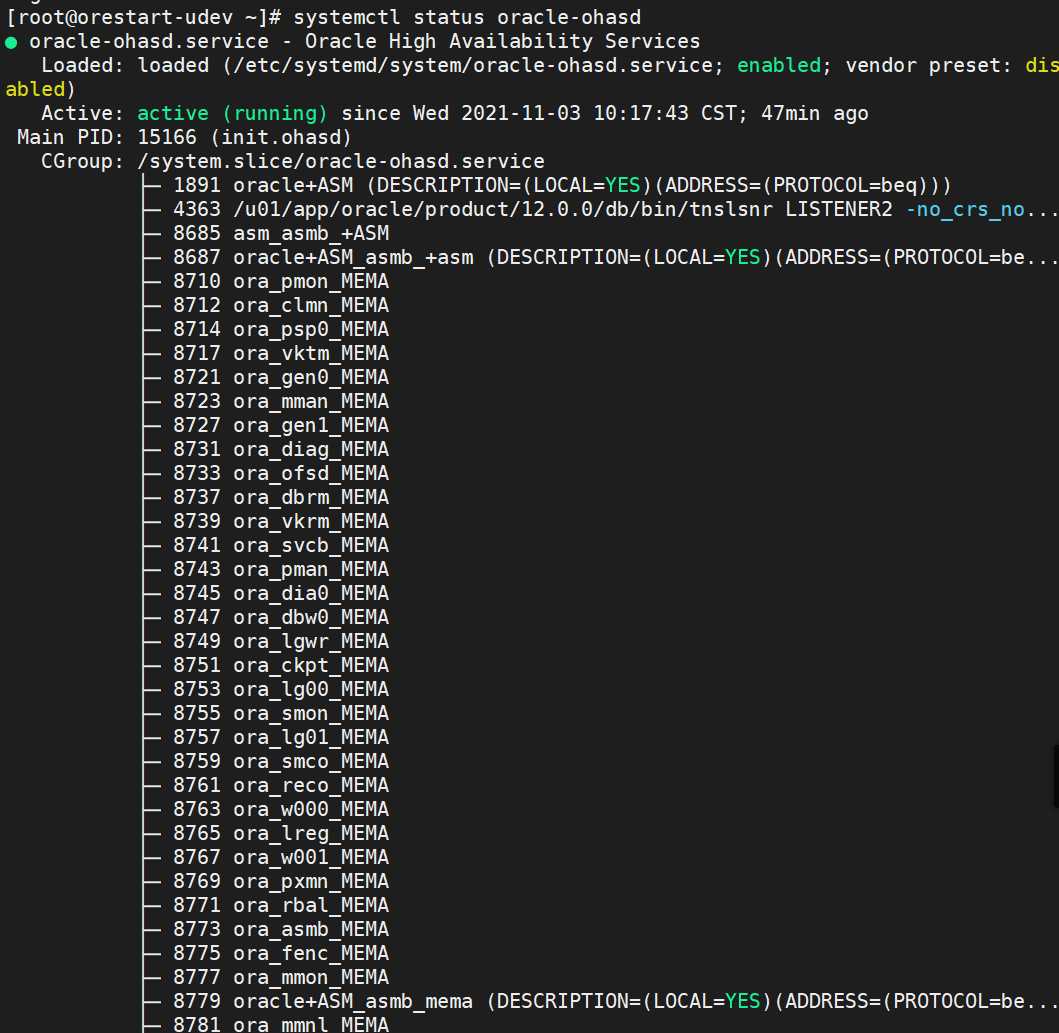 [root@orestart-udev ~]# systemctl status oracle-ohasd
● oracle-ohasd.service - Oracle High Availability Services
   Loaded: loaded (/etc/systemd/system/oracle-ohasd.service; enabled; vendor preset: dis
abled)
   Active: active (running) since Wed 2021-11-03 10:17:43 CST; 47min ago
 Main PID: 15166 (init.ohasd)
   CGroup: /system.slice/oracle-ohasd.service
           ├─ 1891 oracle+ASM (DESCRIPTION=(LOCAL=YES)(ADDRESS=(PROTOCOL=beq)))
           ├─ 4363 /u01/app/oracle/product/12.0.0/db/bin/tnslsnr LISTENER2 -no_crs_no...
           ├─ 8685 asm_asmb_+ASM
           ├─ 8687 oracle+ASM_asmb_+asm (DESCRIPTION=(LOCAL=YES)(ADDRESS=(PROTOCOL=be...
           ├─ 8710 ora_pmon_MEMA
           ├─ 8712 ora_clmn_MEMA
           ├─ 8714 ora_psp0_MEMA
           ├─ 8717 ora_vktm_MEMA
           ├─ 8721 ora_gen0_MEMA
           ├─ 8723 ora_mman_MEMA
           ├─ 8727 ora_gen1_MEMA
           ├─ 8731 ora_diag_MEMA
           ├─ 8733 ora_ofsd_MEMA
           ├─ 8737 ora_dbrm_MEMA
           ├─ 8739 ora_vkrm_MEMA
           ├─ 8741 ora_svcb_MEMA
           ├─ 8743 ora_pman_MEMA
           ├─ 8745 ora_dia0_MEMA
           ├─ 8747 ora_dbw0_MEMA
           ├─ 8749 ora_lgwr_MEMA
           ├─ 8751 ora_ckpt_MEMA
           ├─ 8753 ora_lg00_MEMA
           ├─ 8755 ora_smon_MEMA
           ├─ 8757 ora_lg01_MEMA
           ├─ 8759 ora_smco_MEMA
           ├─ 8761 ora_reco_MEMA
           ├─ 8763 ora_w000_MEMA
           ├─ 8765 ora_lreg_MEMA
           ├─ 8767 ora_w001_MEMA
           ├─ 8769 ora_pxmn_MEMA
           ├─ 8771 ora_rbal_MEMA
           ├─ 8773 ora_asmb_MEMA
           ├─ 8775 ora_fenc_MEMA
           ├─ 8777 ora_mmon_MEMA
           ├─ 8779 oracle+ASM_asmb_mema (DESCRIPTION=(LOCAL=YES)(ADDRESS=(PROTOCOL=be...
           ├─ 8781 ora_mmnl_MEMA